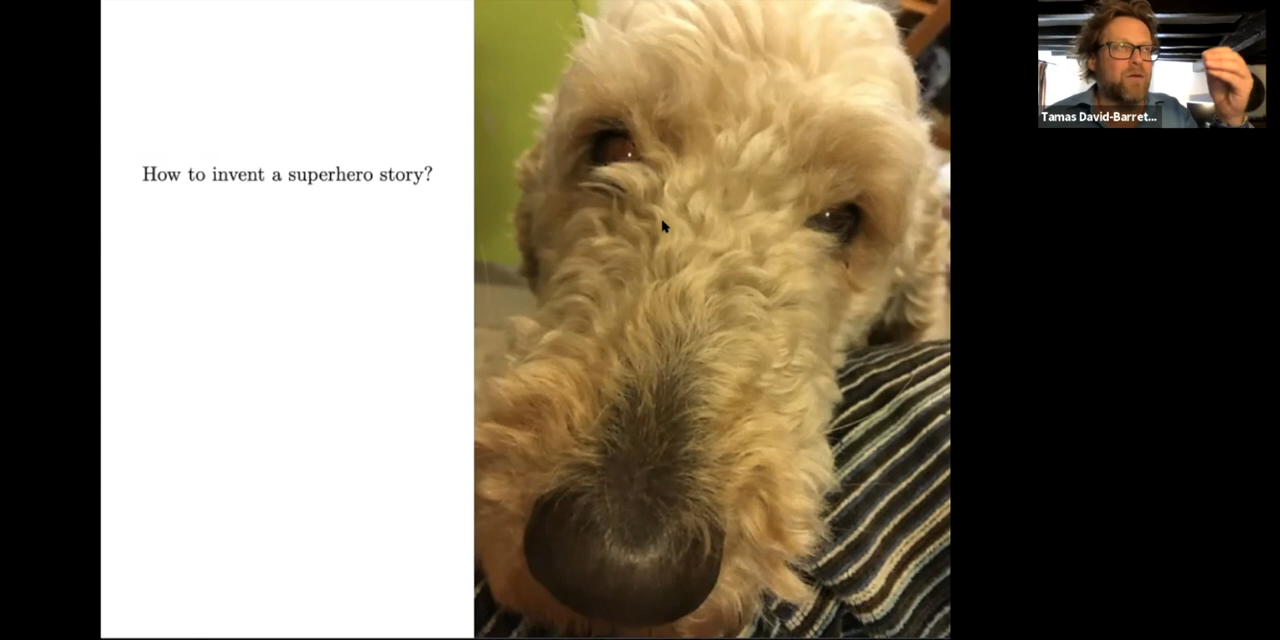 How to invent a superhero story?
Tamas David-Barret...